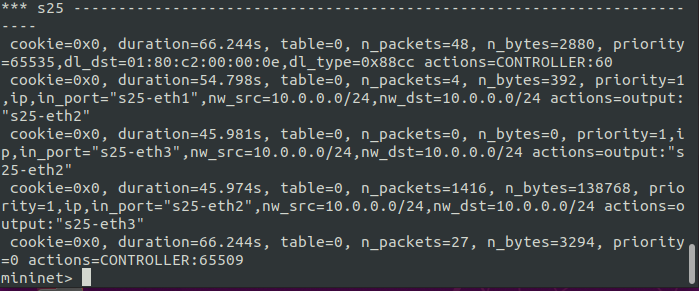 *** s25 ------------------------------------------------------------------------
----
 cookie=0x0, duration=66.244s, table=0, n_packets=48, n_bytes=2880, priority
=65535,dl_dst=01:80:c2:00:00:0e,dl_type=0x88cc actions=CONTROLLER:60
 cookie=0x0, duration=54.798s, table=0, n_packets=4, n_bytes=392, priority=1
,ip,in_port="s25-eth1",nw_src=10.0.0.0/24,nw_dst=10.0.0.0/24 actions=output:
"s25-eth2"
 cookie=0x0, duration=45.981s, table=0, n_packets=0, n_bytes=0, priority=1,i
p,in_port="s25-eth3",nw_src=10.0.0.0/24,nw_dst=10.0.0.0/24 actions=output:"s
25-eth2"
 cookie=0x0, duration=45.974s, table=0, n_packets=1416, n_bytes=138768, prio
rity=1,ip,in_port="s25-eth2",nw_src=10.0.0.0/24,nw_dst=10.0.0.0/24 actions=o
utput:"s25-eth3"
 cookie=0x0, duration=66.244s, table=0, n_packets=27, n_bytes=3294, priority
=0 actions=CONTROLLER:65509
mininet>